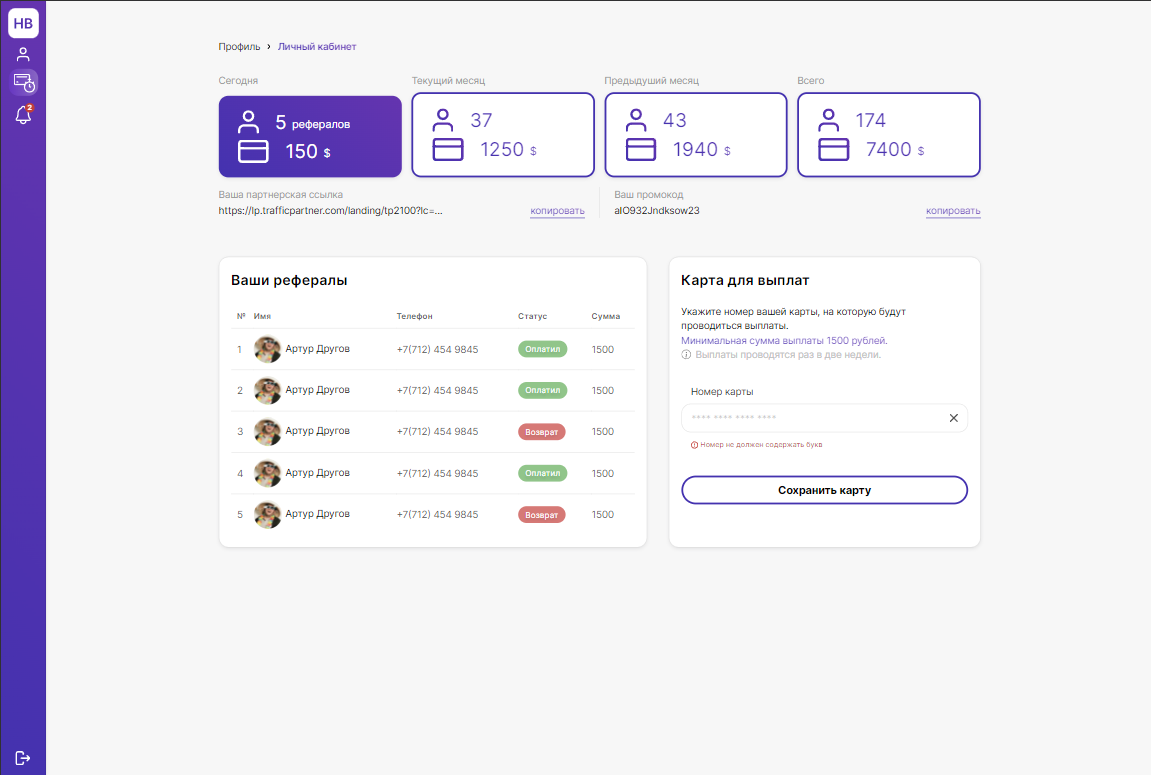 НВ
2
Профиль › Личный кабинет
Сегодня
5 рефералов
150 $
Текущий месяц
37
1250 $
Предыдуший месяц
43
1940 $
Всего
174
7400 $
Ваша партнерская ссылка
https://lp.trafficpartner.com/landing/tp2100?lc=...
копировать
Ваш промокод
alO932Jndksow23
копировать
Ваши рефералы
№ Имя Телефон Статус Сумма
1 Артур Другов +7(712) 454 9845 Оплатил 1500
2 Артур Другов +7(712) 454 9845 Оплатил 1500
3 Артур Другов +7(712) 454 9845 Возврат 1500
4 Артур Другов +7(712) 454 9845 Оплатил 1500
5 Артур Другов +7(712) 454 9845 Возврат 1500
Карта для выплат
Укажите номер вашей карты, на которую будут
проводиться выплаты.
Минимальная сумма выплаты 1500 рублей.
Выплаты проводятся раз в две недели.
Номер карты
**** **** **** ****
Номер не должен содержать букв
Сохранить карту